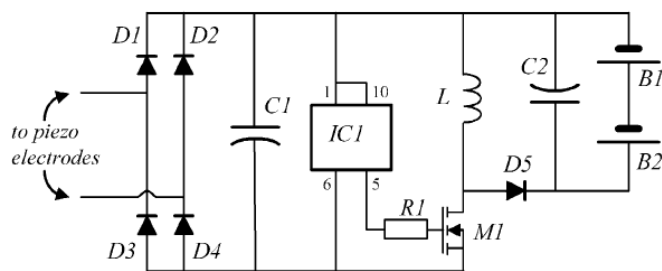 D1
D2
C1
1
10
IC1
6
5
L
C2
B1
B2
to piezo
electrodes
D5
R1
M1
D3
D4